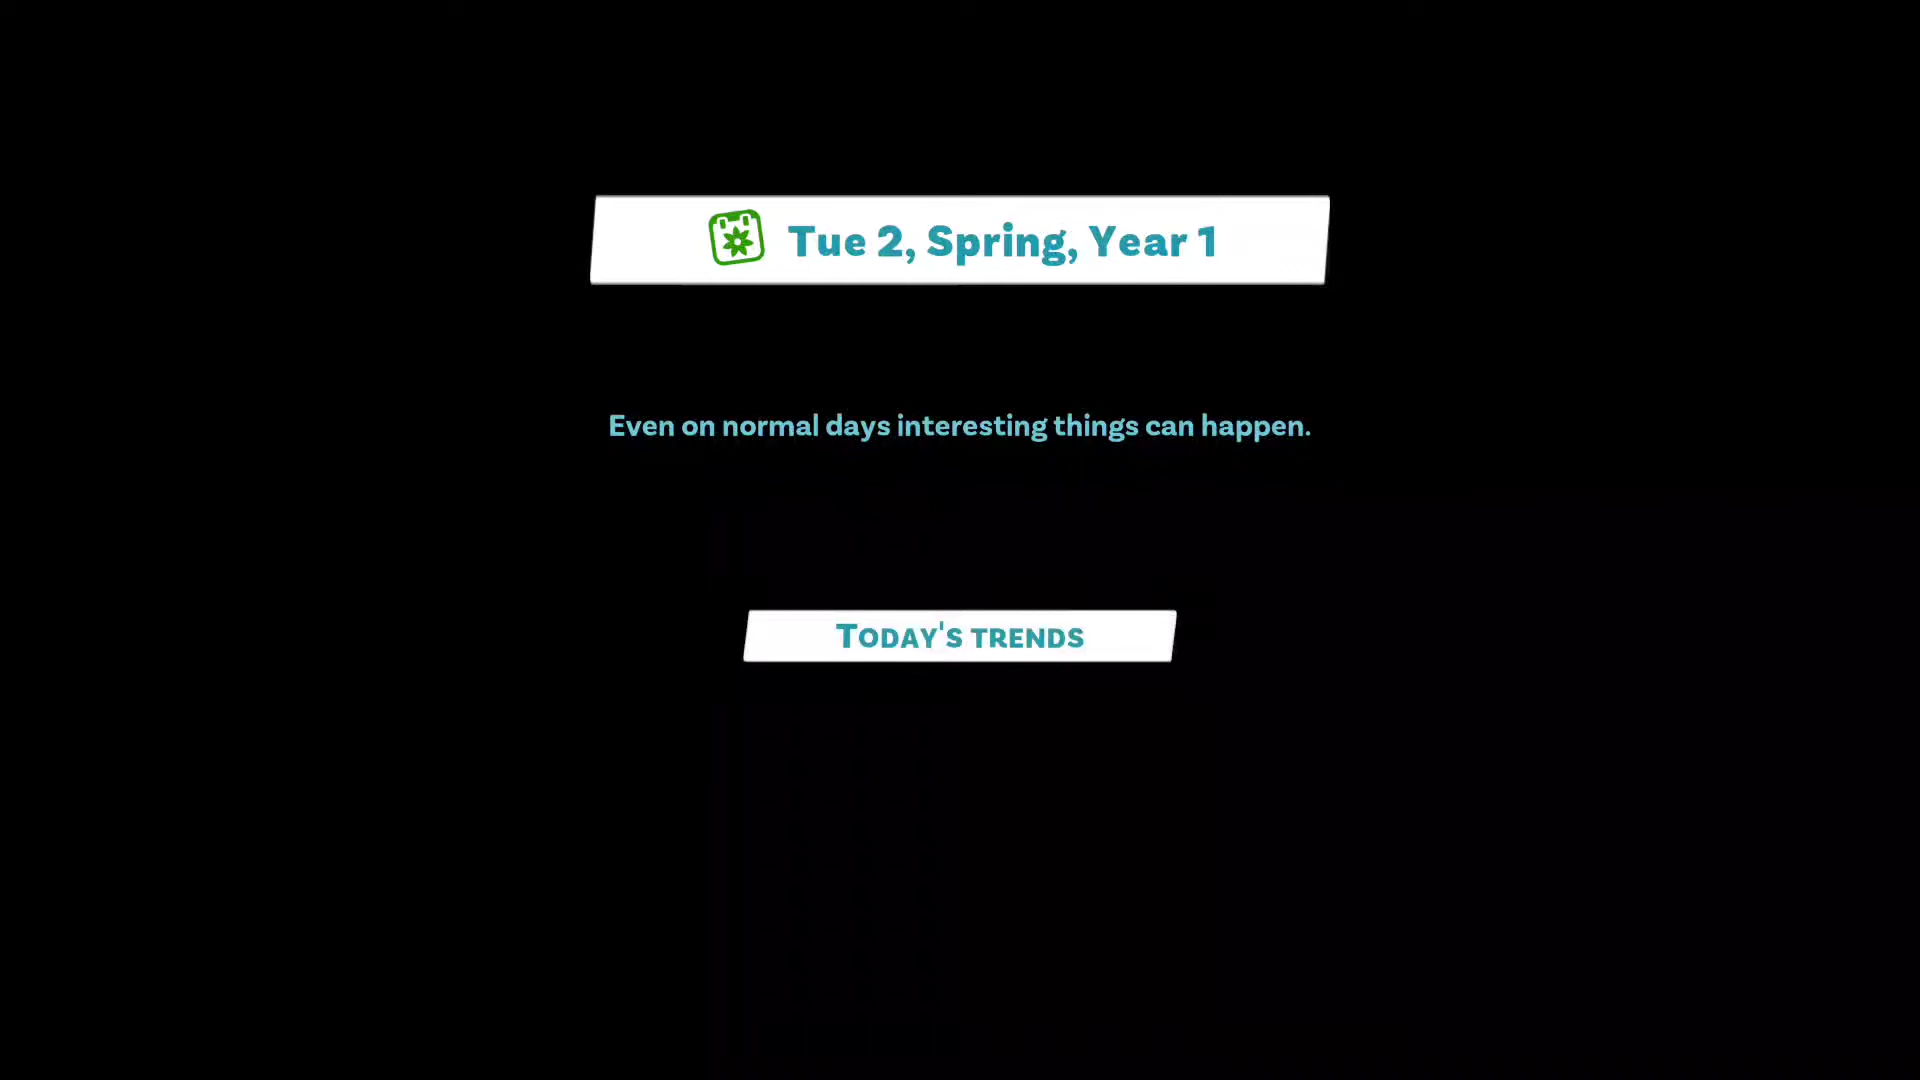 Tue 2, Spring, Year 1
Even on normal days interesting things can happen.
Today's trends